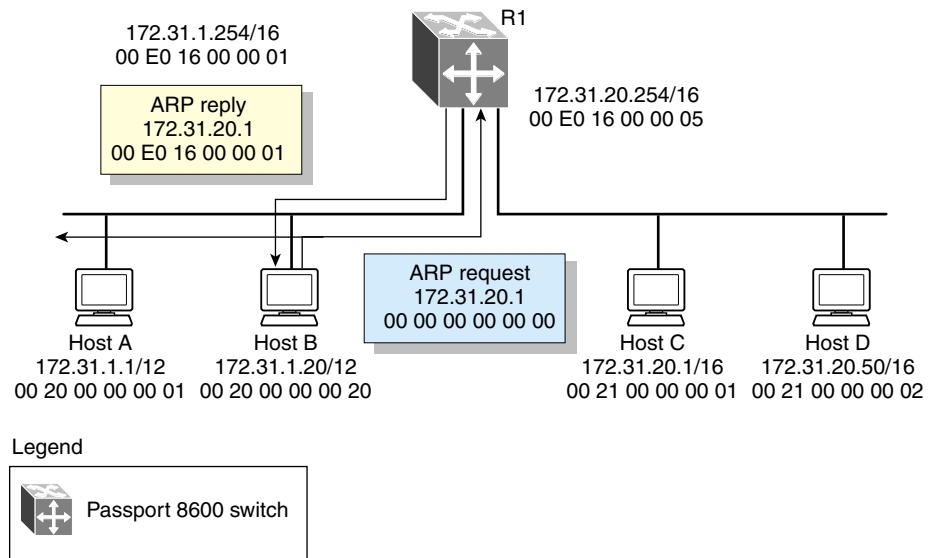 R1
172.31.1.254/16
00 E0 16 00 00 01
ARP reply
172.31.20.1
00 E0 16 00 00 01
172.31.20.254/16
00 E0 16 00 00 05
ARP request
172.31.20.1
00 00 00 00 00 00
Host A
172.31.1.1/12
00 20 00 00 00 01
Host B
172.31.1.20/12
00 20 00 00 00 20
Host C
172.31.20.1/16
00 21 00 00 00 01
Host D
172.31.20.50/16
00 21 00 00 00 02
Legend
Passport 8600 switch